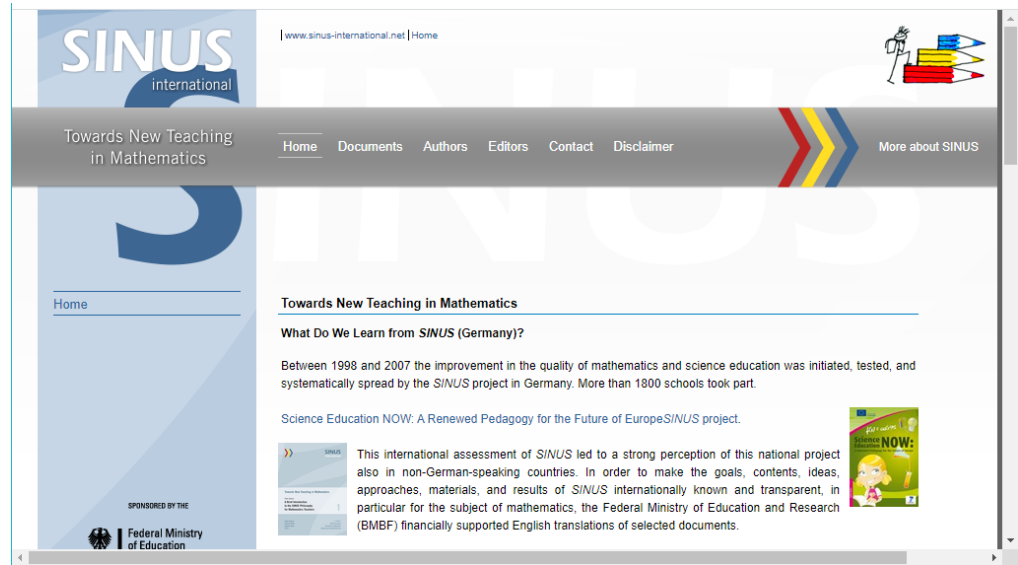 SINUS
international
www.sinus-international.net | Home
Towards New Teaching
in Mathematics
Home Documents Authors Editors Contact Disclaimer
More about SINUS
Home
Towards New Teaching in Mathematics
What Do We Learn from SINUS (Germany)?
Between 1998 and 2007 the improvement in the quality of mathematics and science education was initiated, tested, and
systematically spread by the SINUS project in Germany. More than 1800 schools took part.
Science Education NOW: A Renewed Pedagogy for the Future of EuropeSINUS project.
Science
Education NOW:
SINUS
This international assessment of SINUS led to a strong perception of this national project
also in non-German-speaking countries. In order to make the goals, contents, ideas,
approaches, materials, and results of SINUS internationally known and transparent, in
particular for the subject of mathematics, the Federal Ministry of Education and Research
(BMBF) financially supported English translations of selected documents.
SPONSORED BY THE
Federal Ministry
of Education